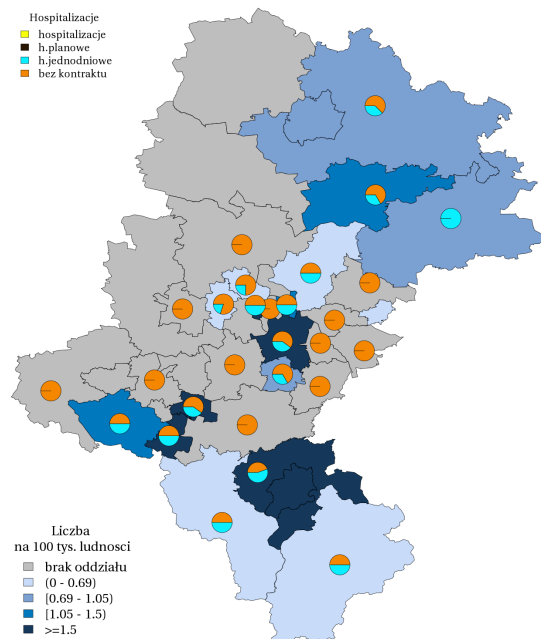 Hospitalizacje
hospitalizacje
h.planowe
h.jednodniowe
bez kontraktu
Liczba
na 100 tys. ludnosci
brak oddziału
(0 - 0.69)
[0.69 - 1.05)
[1.05 - 1.5)
>=1.5